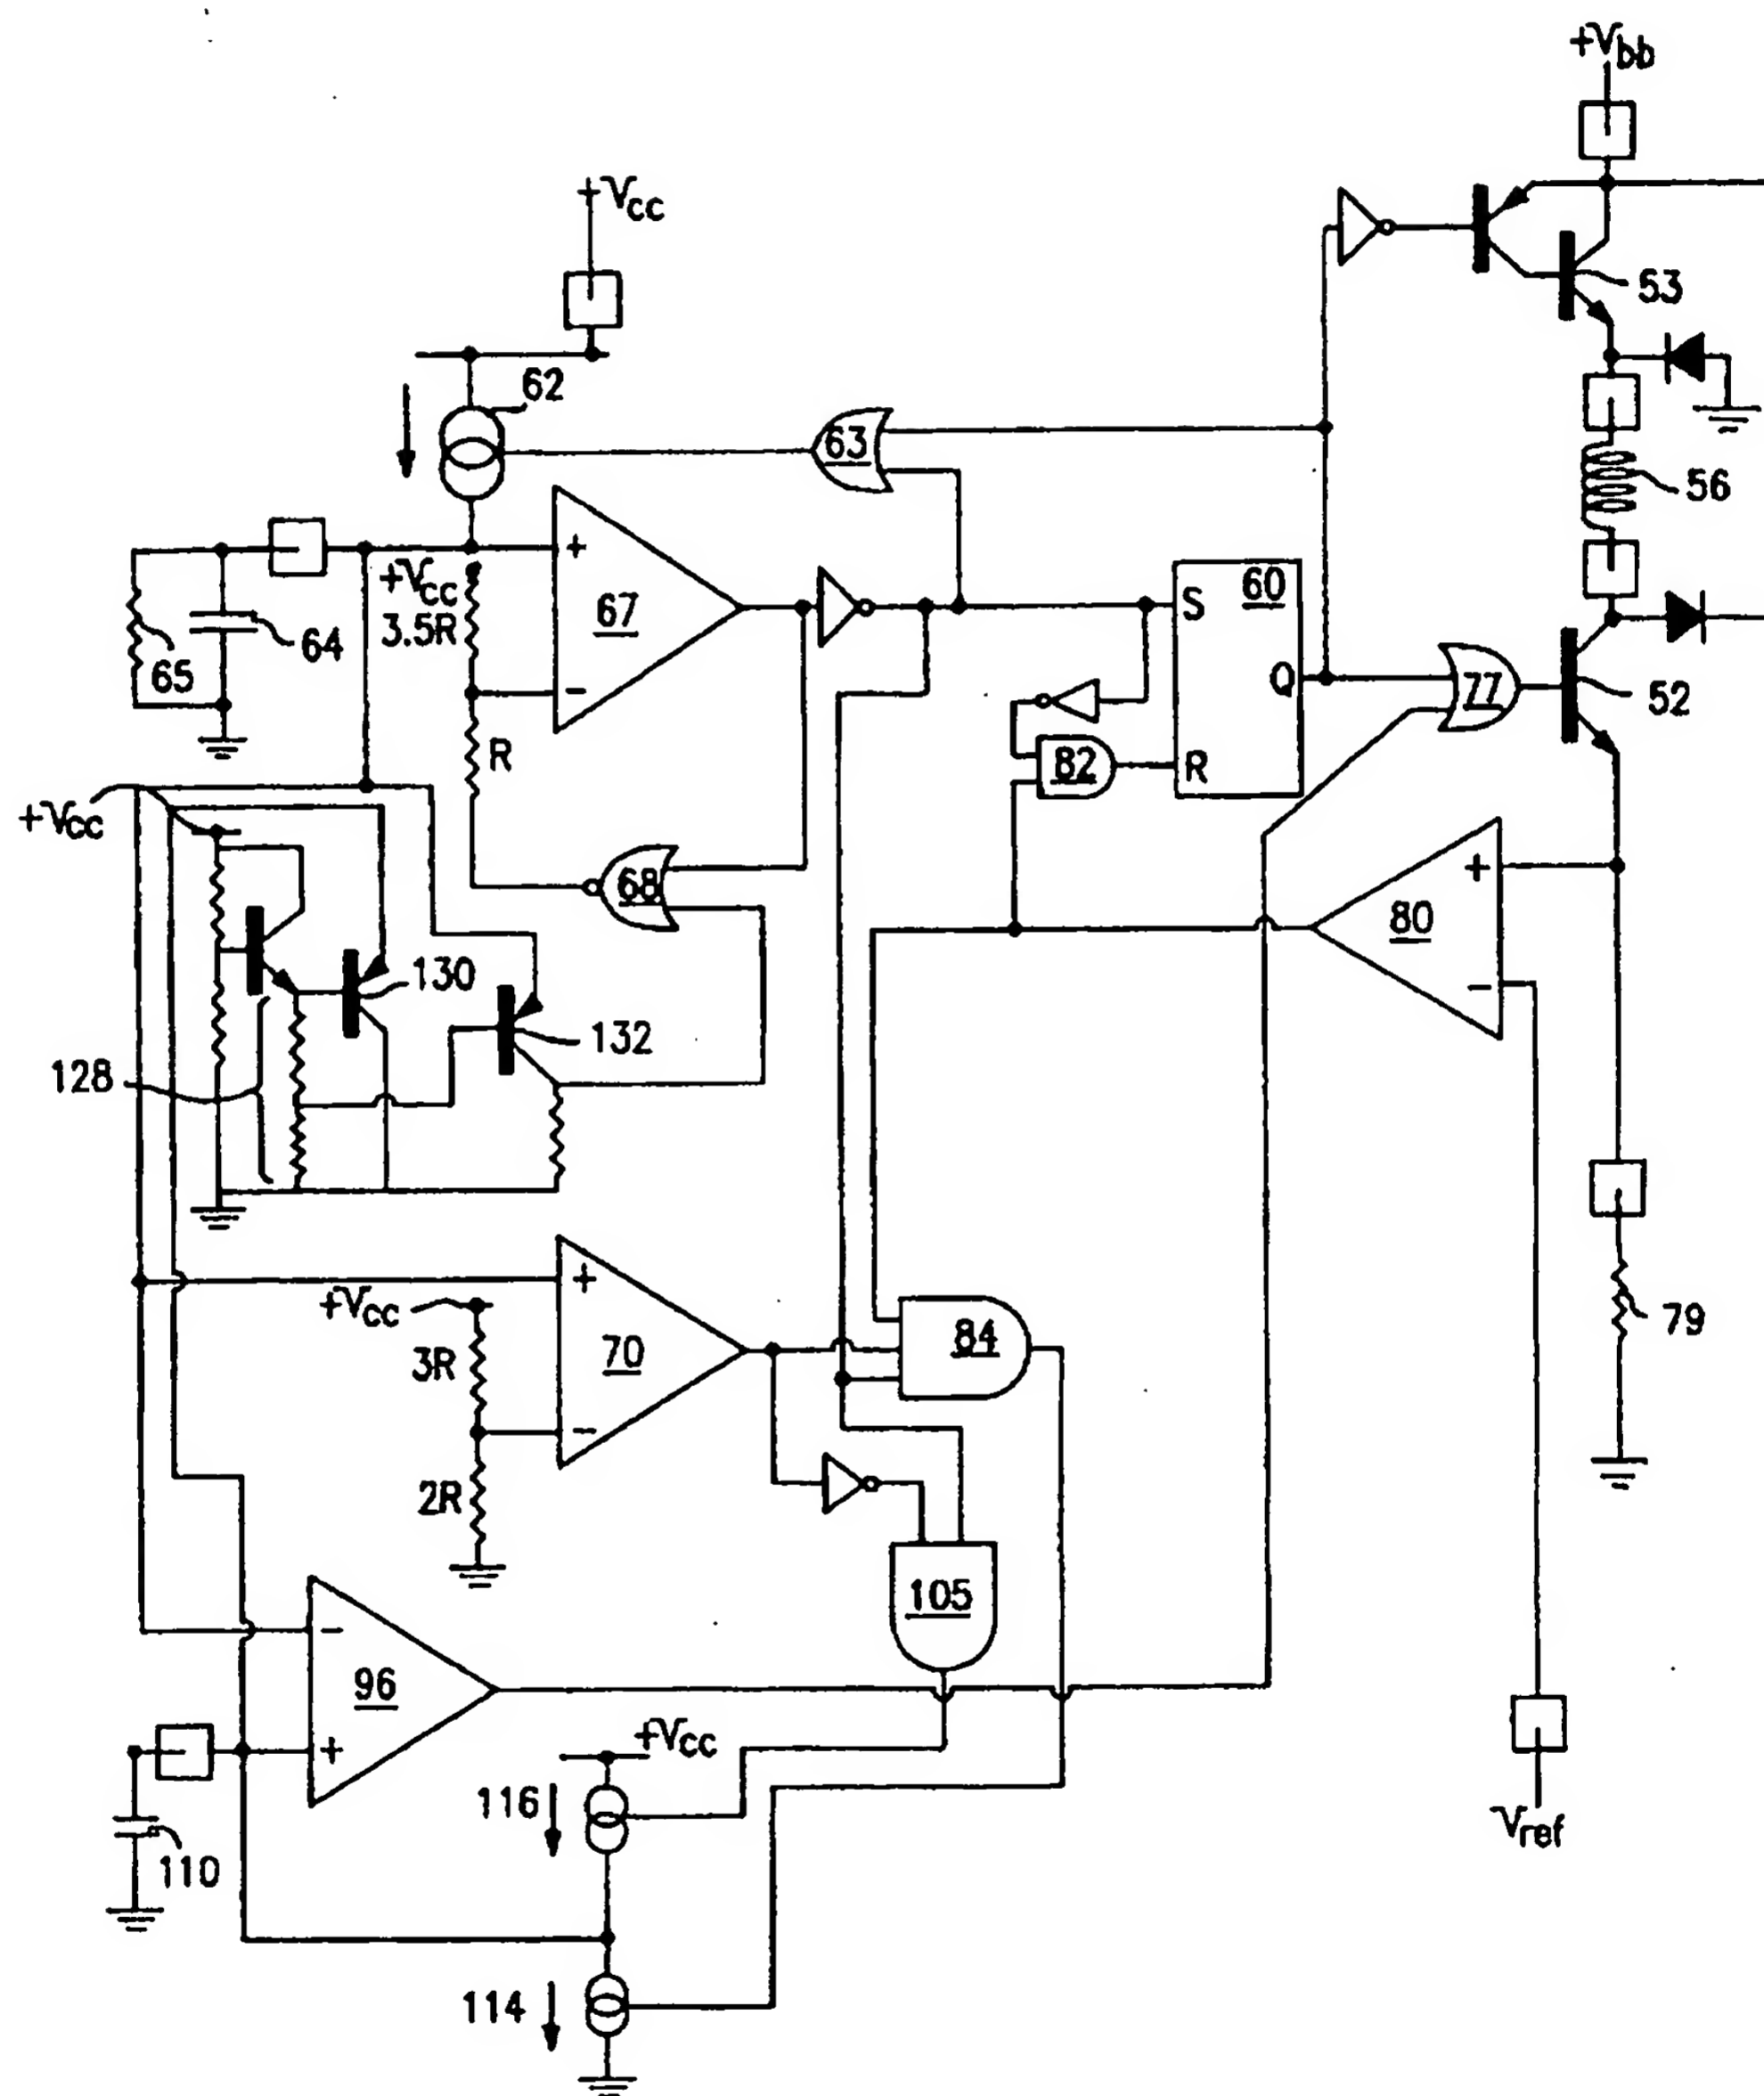 +Vbb
+Vcc
53
62
63
56
+
+Vcc
3.5R
67
S
60
64
65
−
Q
77
52
R
82
R
+Vcc
68
+
80
130
−
132
128
+
+Vcc
84
79
3R
70
−
2R
105
−
96
+
+Vcc
116
Vref
110
114